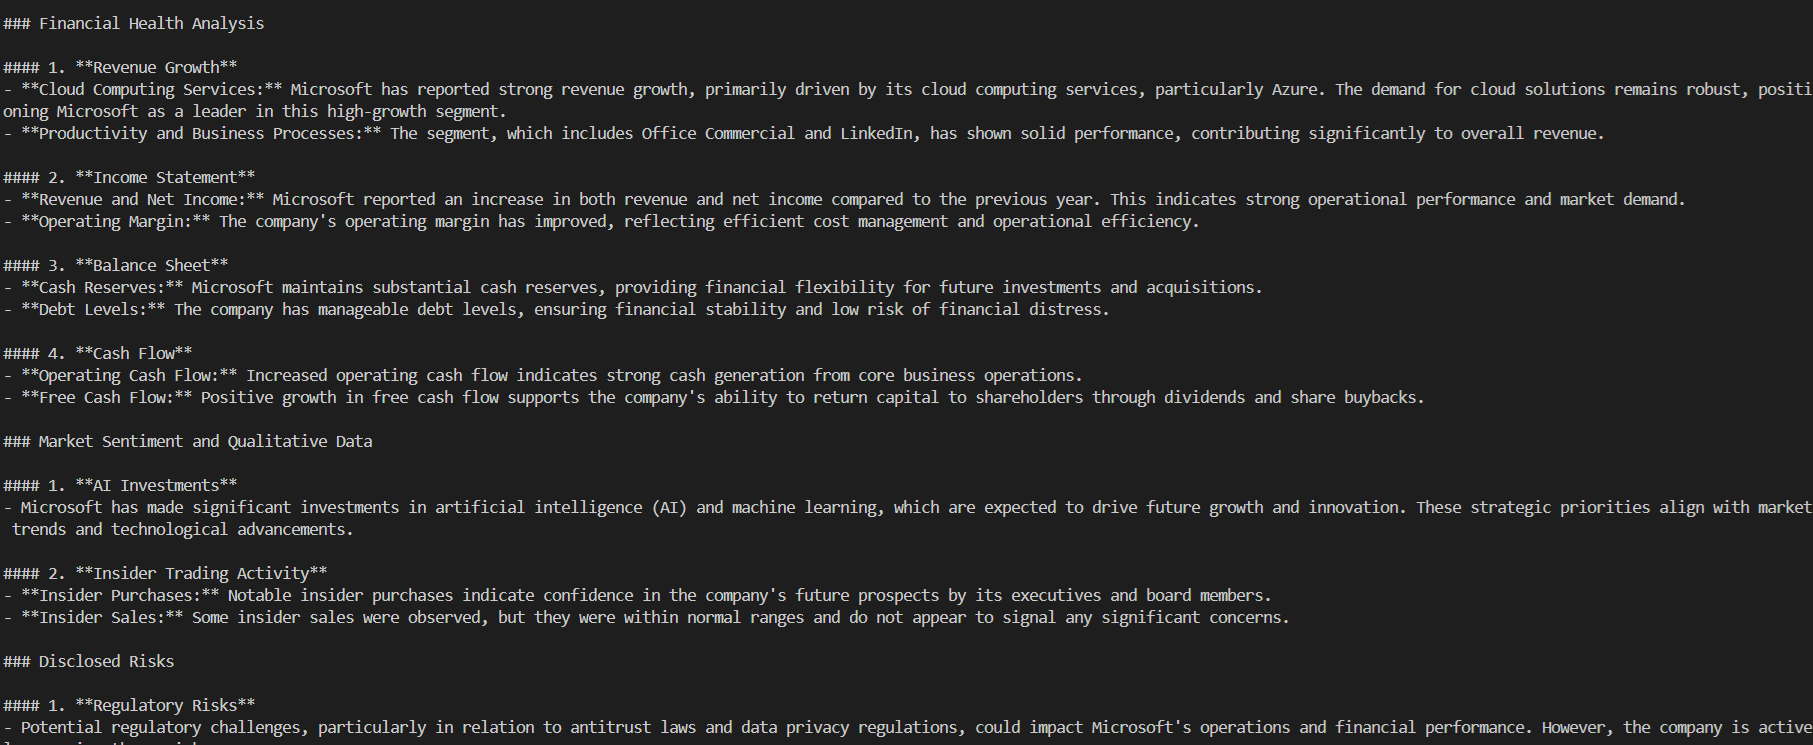 ### Financial Health Analysis
#### 1. **Revenue Growth**
- **Cloud Computing Services:** Microsoft has reported strong revenue growth, primarily driven by its cloud computing services, particularly Azure. The demand for cloud solutions remains robust, positi
oning Microsoft as a leader in this high-growth segment.
- **Productivity and Business Processes:** The segment, which includes Office Commercial and LinkedIn, has shown solid performance, contributing significantly to overall revenue.
#### 2. **Income Statement**
- **Revenue and Net Income:** Microsoft reported an increase in both revenue and net income compared to the previous year. This indicates strong operational performance and market demand.
- **Operating Margin:** The company's operating margin has improved, reflecting efficient cost management and operational efficiency.
#### 3. **Balance Sheet**
- **Cash Reserves:** Microsoft maintains substantial cash reserves, providing financial flexibility for future investments and acquisitions.
- **Debt Levels:** The company has manageable debt levels, ensuring financial stability and low risk of financial distress.
#### 4. **Cash Flow**
- **Operating Cash Flow:** Increased operating cash flow indicates strong cash generation from core business operations.
- **Free Cash Flow:** Positive growth in free cash flow supports the company's ability to return capital to shareholders through dividends and share buybacks.
### Market Sentiment and Qualitative Data
#### 1. **AI Investments**
- Microsoft has made significant investments in artificial intelligence (AI) and machine learning, which are expected to drive future growth and innovation. These strategic priorities align with market
trends and technological advancements.
#### 2. **Insider Trading Activity**
- **Insider Purchases:** Notable insider purchases indicate confidence in the company's future prospects by its executives and board members.
- **Insider Sales:** Some insider sales were observed, but they were within normal ranges and do not appear to signal any significant concerns.
### Disclosed Risks
#### 1. **Regulatory Risks**
- Potential regulatory challenges, particularly in relation to antitrust laws and data privacy regulations, could impact Microsoft's operations and financial performance. However, the company is active